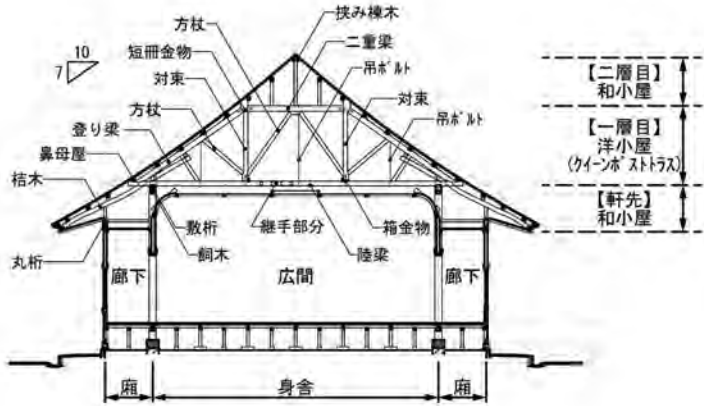 方杖
挟み棟木
10
7
短冊金物
二重梁
対束
吊ボルト
方杖
対束
登り梁
吊ボルト
鼻母屋
桔木
敷桁
継手部分
箱金物
丸桁
飼木
陸梁
廊下
広間
廊下
廂
身舎
廂
【二層目】
和小屋
【一層目】
洋小屋
(クイーンポストトラス)
【軒先】
和小屋